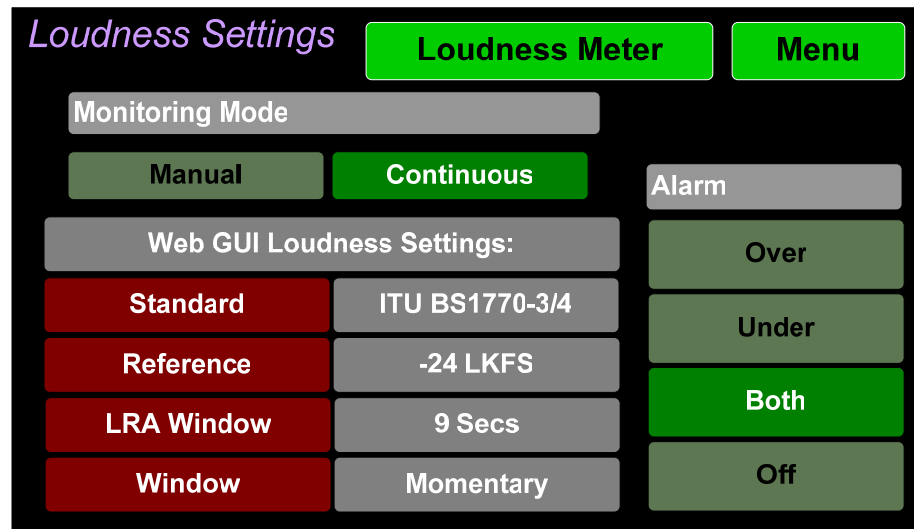 Loudness Settings
Loudness Meter
Menu
Monitoring Mode
Manual
Continuous
Alarm
Web GUI Loudness Settings:
Over
Standard
ITU BS1770-3/4
Under
Reference
-24 LKFS
Both
LRA Window
9 Secs
Off
Window
Momentary